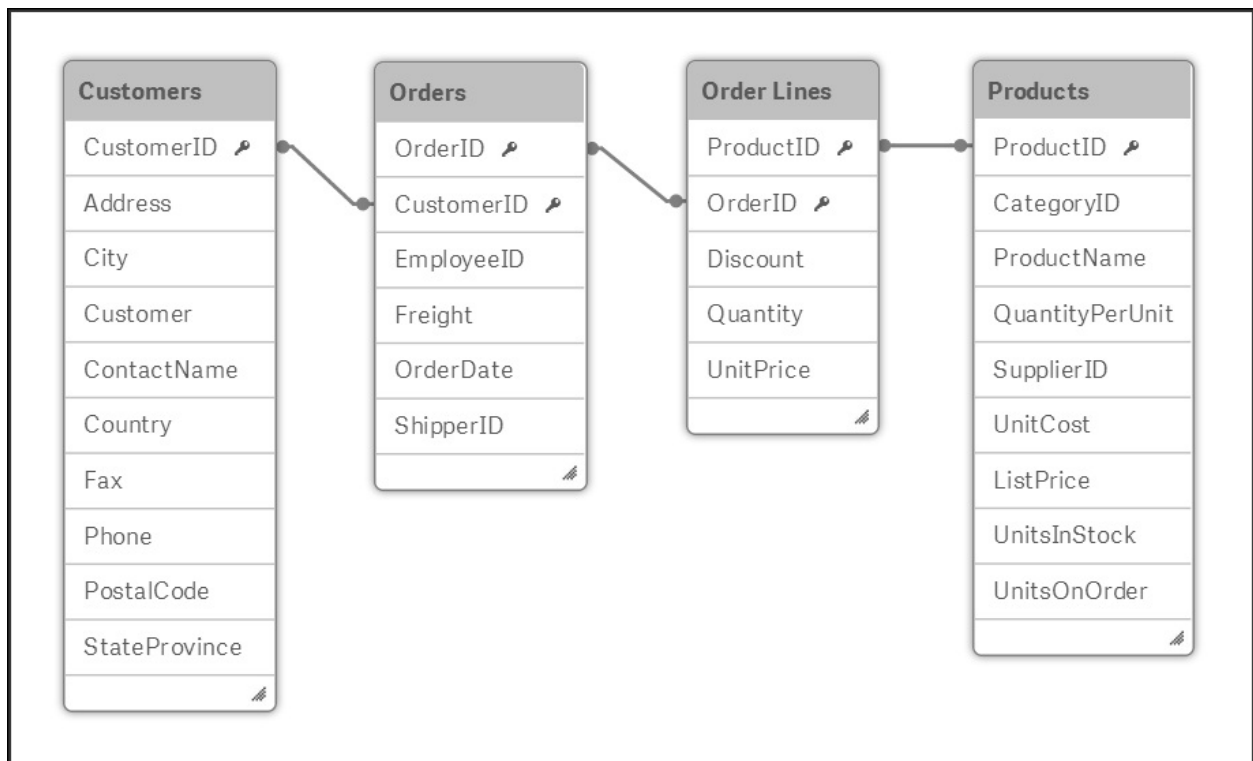 Customers
CustomerID
Address
City
Customer
ContactName
Country
Fax
Phone
PostalCode
StateProvince
Orders
OrderID
CustomerID
EmployeeID
Freight
OrderDate
ShipperID
Order Lines
ProductID
OrderID
Discount
Quantity
UnitPrice
Products
ProductID
CategoryID
ProductName
QuantityPerUnit
SupplierID
UnitCost
ListPrice
UnitsInStock
UnitsOnOrder